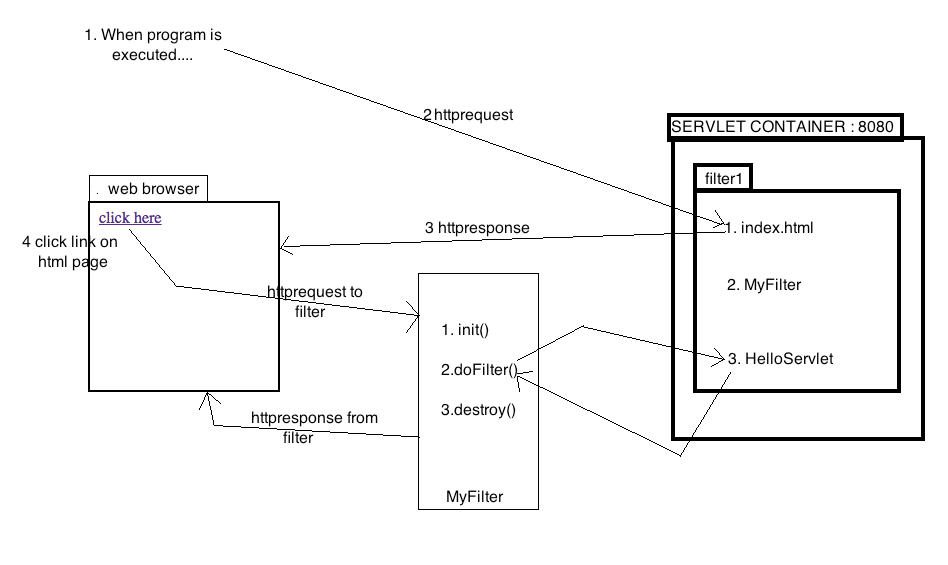 1. When program is
executed....
2 httprequest
SERVLET CONTAINER : 8080
filter1
. web browser
click here
3 httpresponse
1. index.html
4 click link on
html page
2. MyFilter
httprequest to
filter
1. init()
3. HelloServlet
2.doFilter()
3.destroy()
httpresponse from
filter
MyFilter